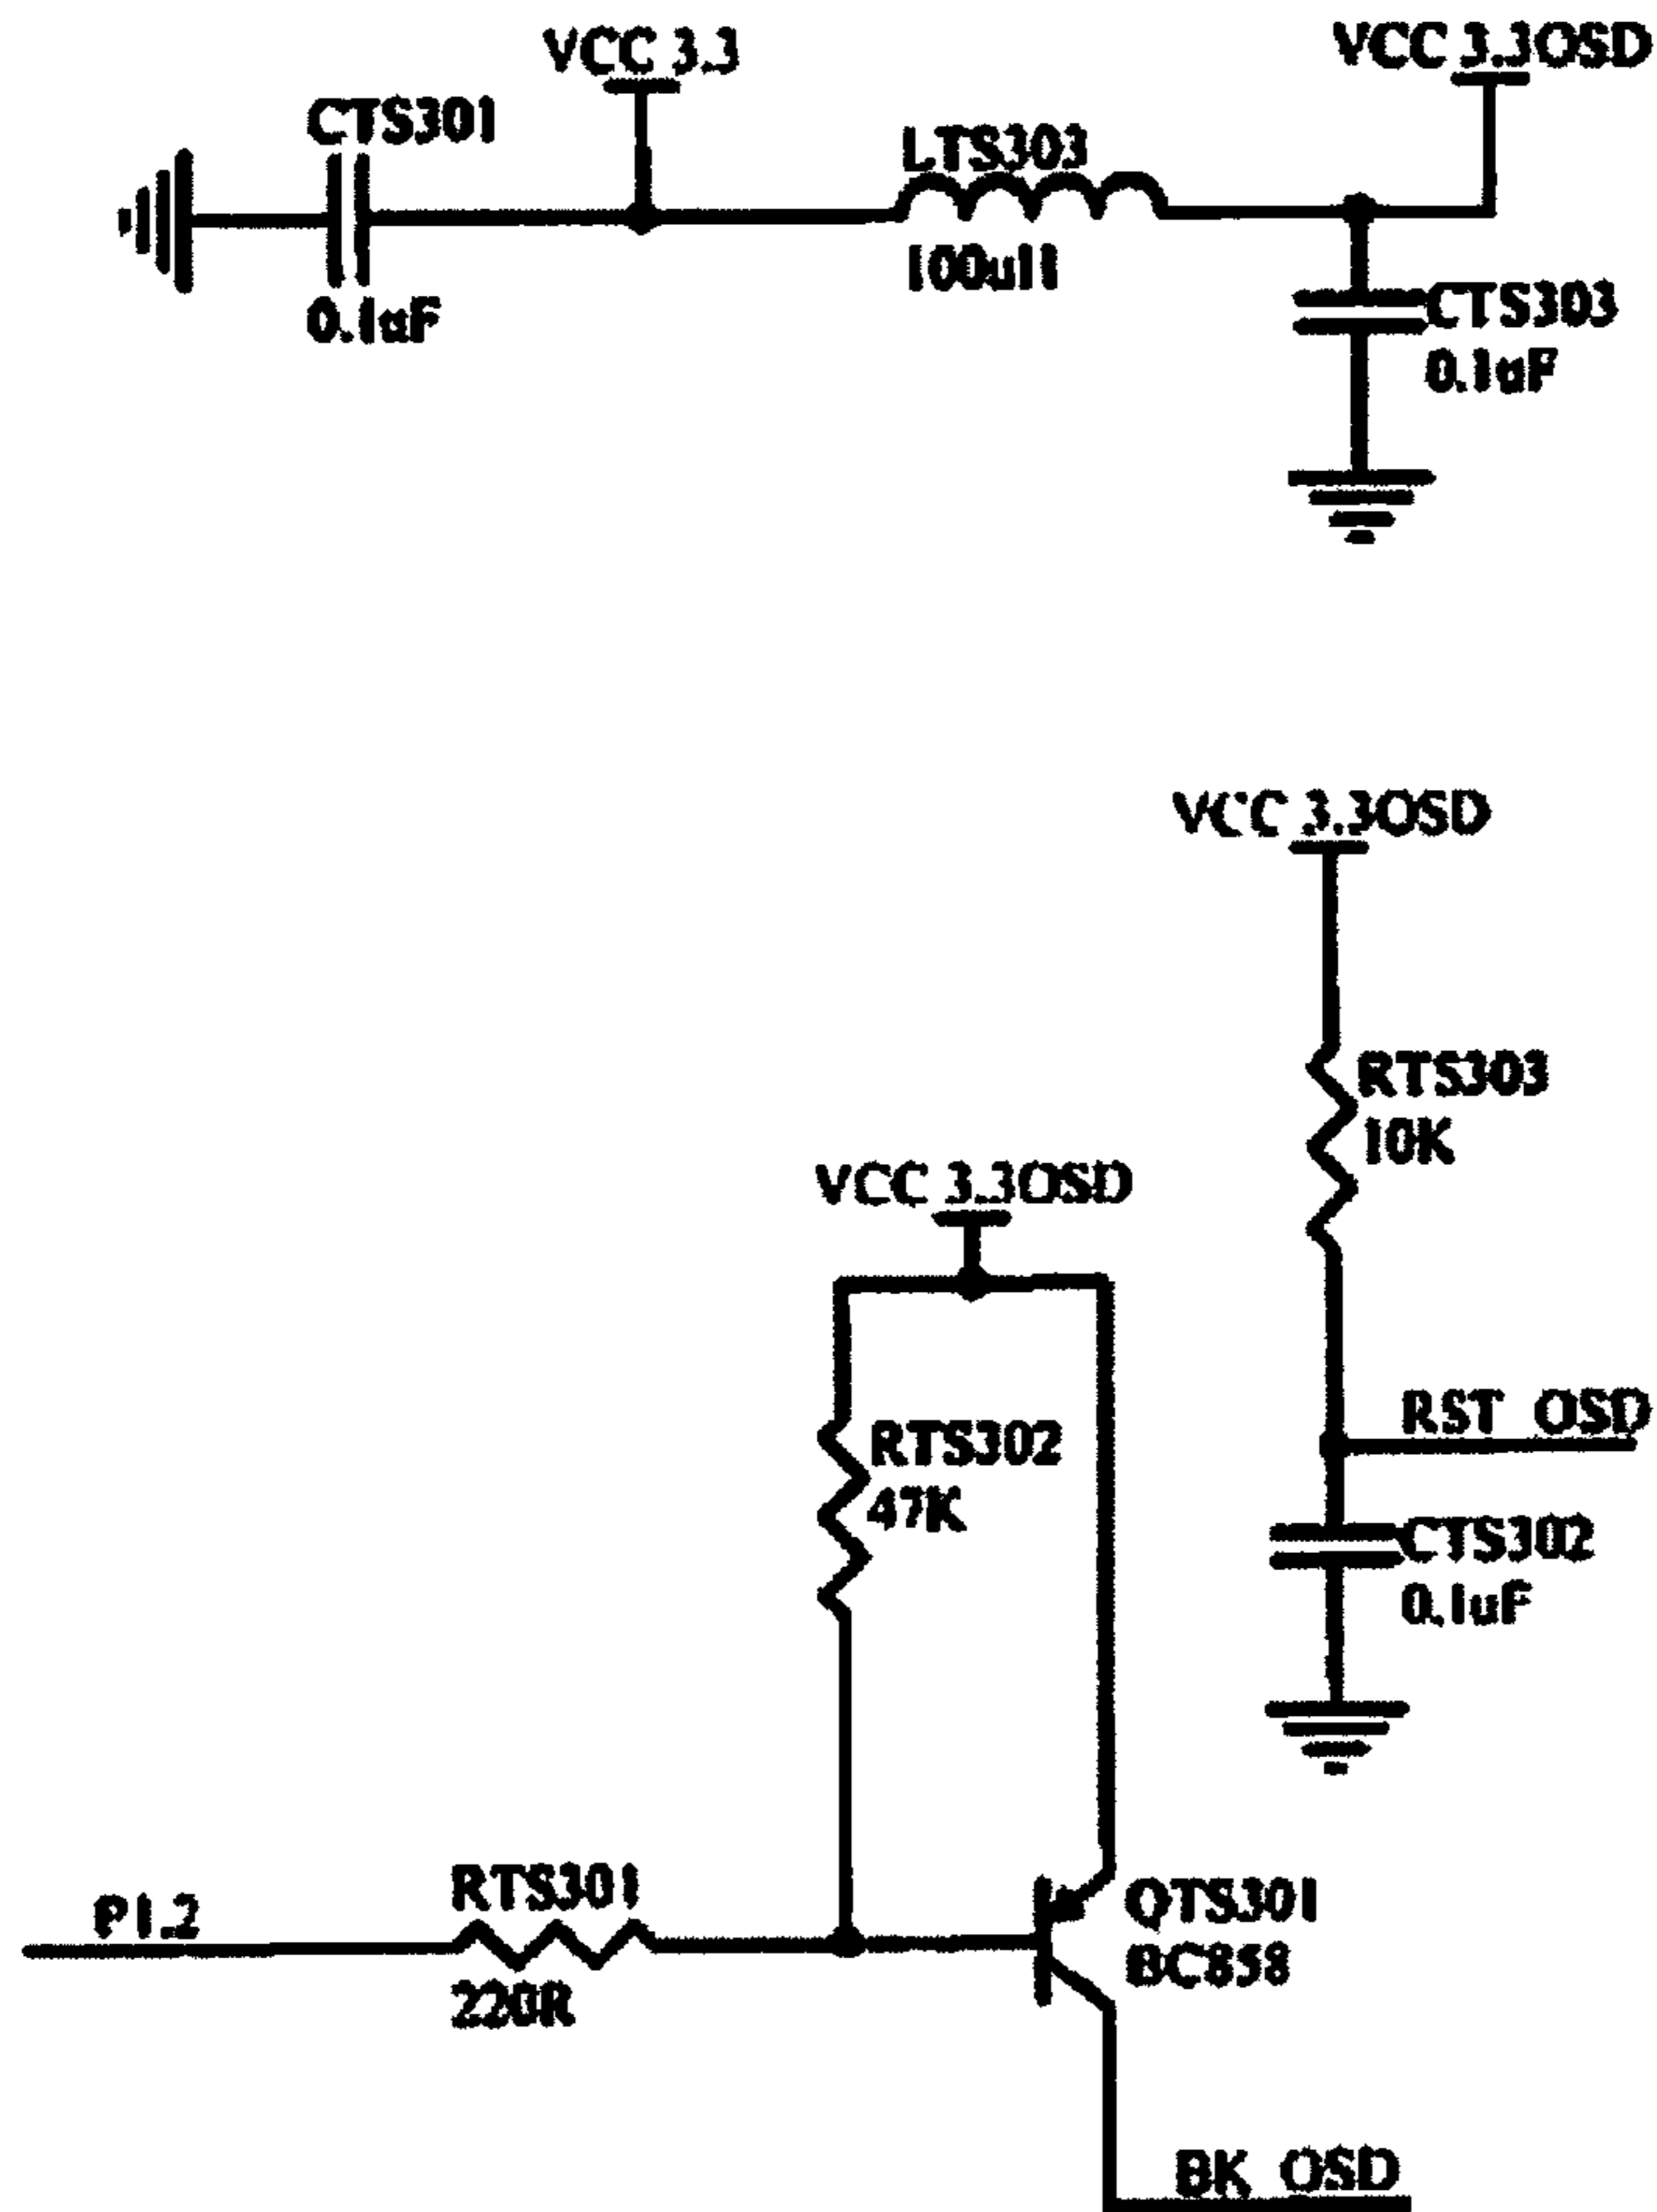 VCC 3.3
VCC 3.3OSD
CTS301
LTS303
100uH
0.1uF
CTS303
0.1uF
VCC 3.3OSD
RTS303
10K
VCC 3.3OSD
RST_OSD
RTS302
47K
CTS302
0.1uF
RTS301
P1.2
QTS301
BC858
220R
BK_OSD